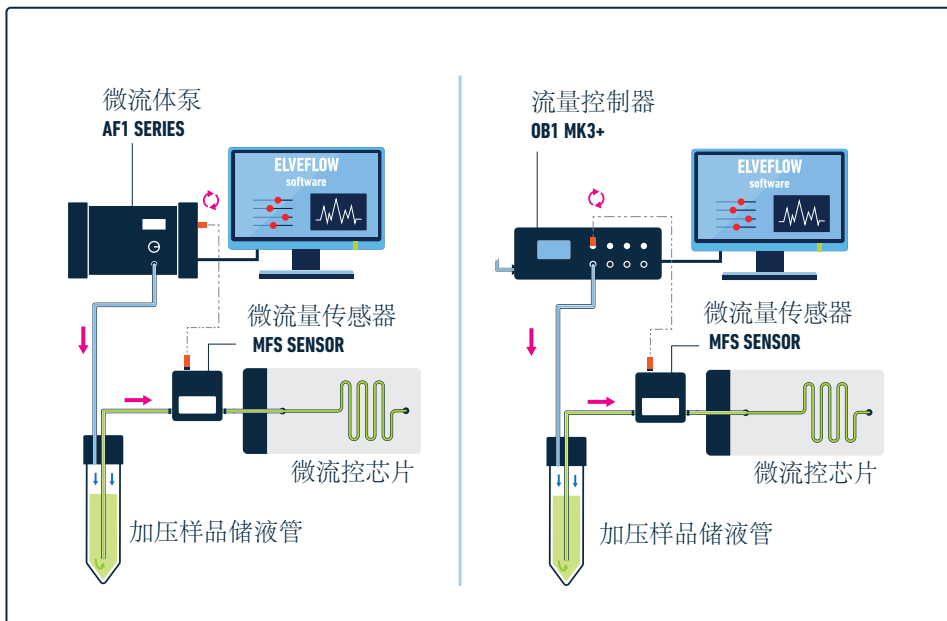 微流体泵
AF1 SERIES
ELVEFLOW
software
微流量传感器
MFS SENSOR
微流控芯片
加压样品储液管
流量控制器
OB1 MK3+
ELVEFLOW
software
微流量传感器
MFS SENSOR
微流控芯片
加压样品储液管